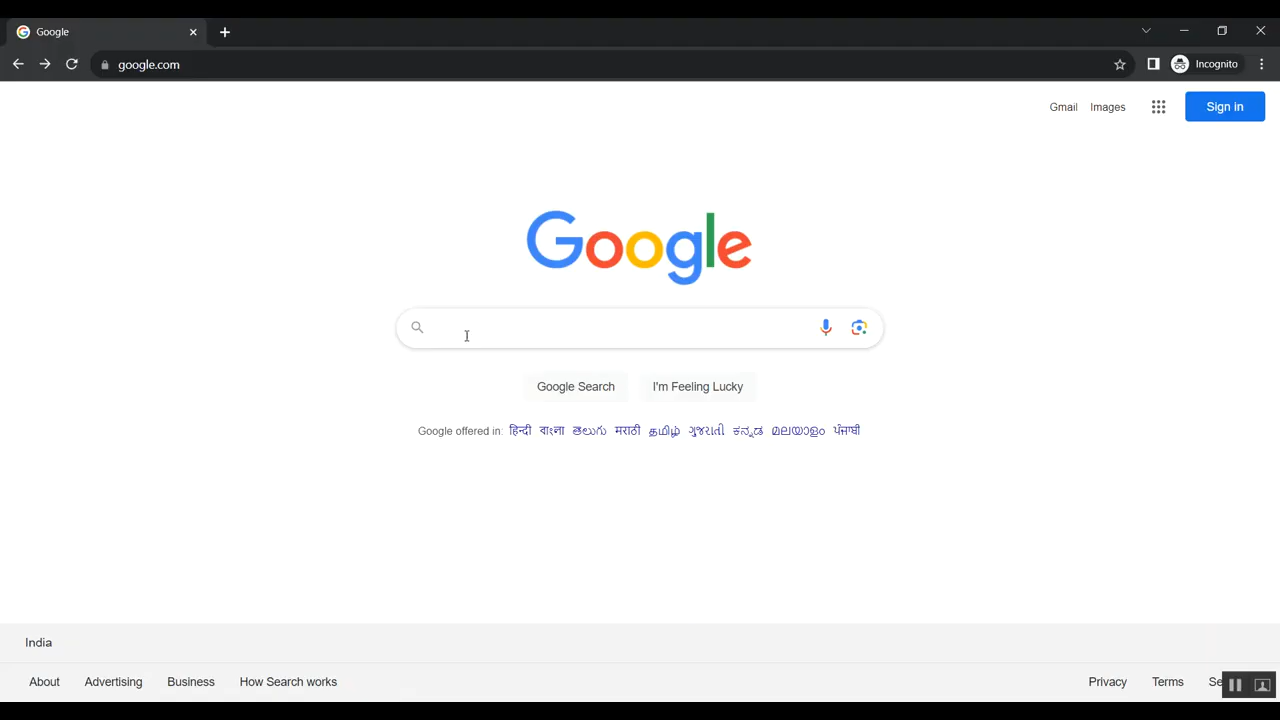 Google
google.com
Incognito
Gmail Images Sign in
Google
Google Search I'm Feeling Lucky
Google offered in: हिन्दी বাংলা తెలుగు मराठी தமிழ் ગુજરાતી ಕನ್ನಡ മലയാളം ਪੰਜਾਬੀ
India
About Advertising Business How Search works Privacy Terms